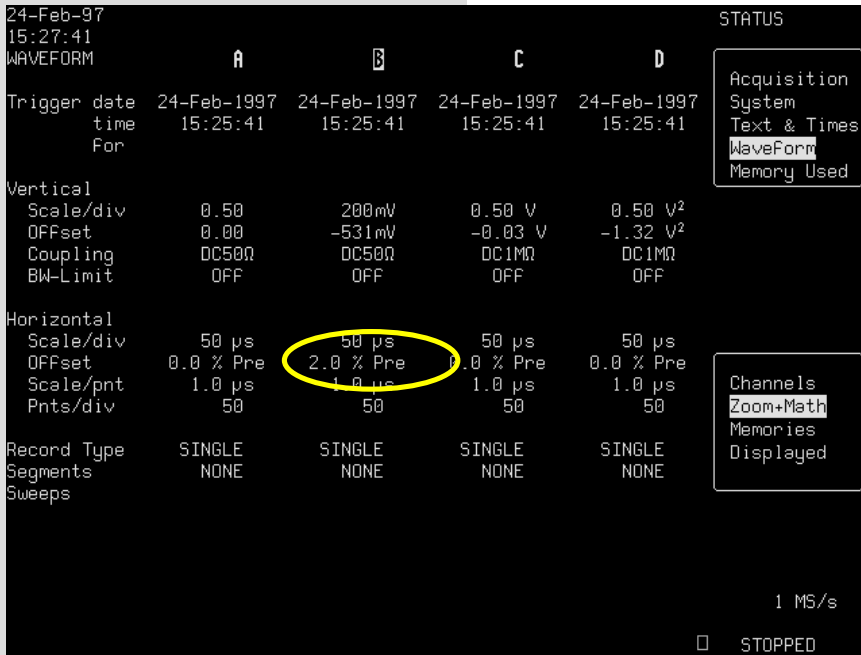 24-Feb-97
15:27:41
STATUS
WAVEFORM A B C D
Trigger date 24-Feb-1997 24-Feb-1997 24-Feb-1997 24-Feb-1997
time 15:25:41 15:25:41 15:25:41 15:25:41
For
Vertical
Scale/div 0.50 200mV 0.50 V 0.50 V²
OFFset 0.00 -531mV -0.03 V -1.32 V²
Coupling DC50Ω DC50Ω DC1MΩ DC1MΩ
BW-Limit OFF OFF OFF OFF
Horizontal
Scale/div 50 µs 50 µs 50 µs 50 µs
OFFset 0.0 % Pre 2.0 % Pre 0.0 % Pre 0.0 % Pre
Scale/pnt 1.0 µs 1.0 µs 1.0 µs 1.0 µs
Pnts/div 50 50 50 50
Record Type SINGLE SINGLE SINGLE SINGLE
Segments NONE NONE NONE NONE
Sweeps
Acquisition
System
Text & Times
WaveForm
Memory Used
Channels
Zoom+Math
Memories
Displayed
1 MS/s
STOPPED